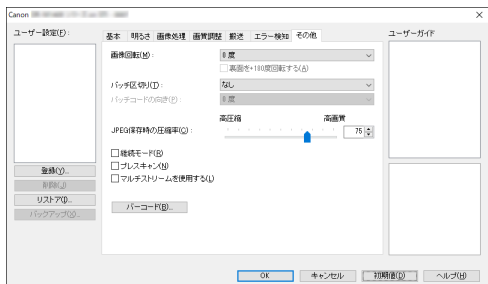 Canon
ユーザー設定(F):
登録(Y)...
削除(J)
リストア(I)...
バックアップ(X)...
基本 明るさ 画像処理 画質調整 搬送 エラー検知 その他
画像回転(M): 0 度
裏面を+180度回転する(A)
バッチ区切り(T): なし
バッチコードの向き(P): 0 度
高圧縮 高画質
JPEG保存時の圧縮率(C): 75
継続モード(R)
プレスキャン(N)
マルチストリームを使用する(L)
バーコード(B)...
ユーザーガイド
OK キャンセル 初期値(D) ヘルプ(H)